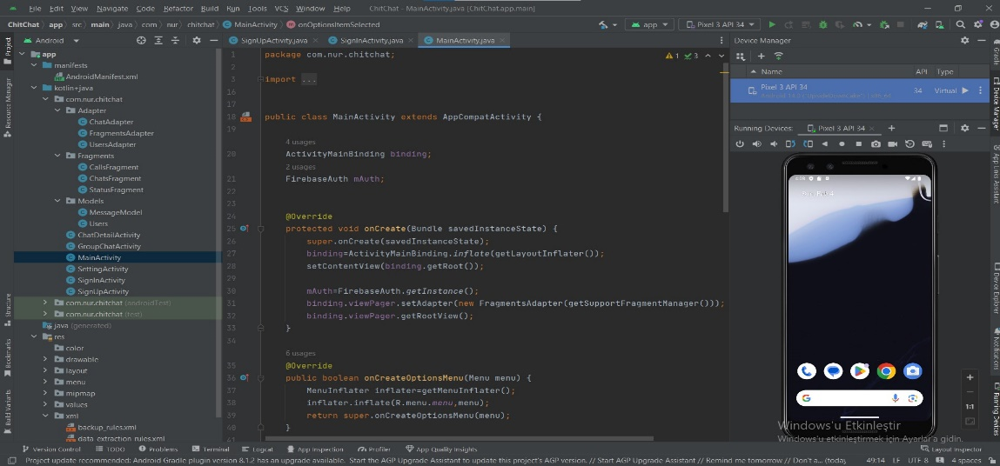 File Edit View Navigate Code Refactor Build Run Tools VCS Window Help ChitChat – MainActivity.java [ChitChat.app.main]
ChitChat app src main java com nur chitchat MainActivity onOptionsItemSelected app Pixel 3 API 34
Project
Resource Manager
Structure
Bookmarks
Build Variants
Android
app
manifests
AndroidManifest.xml
kotlin+java
com.nur.chitchat
Adapter
ChatAdapter
FragmentsAdapter
UsersAdapter
Fragments
CallsFragment
ChatsFragment
StatusFragment
Models
MessageModel
Users
ChatDetailActivity
GroupChatActivity
MainActivity
SettingActivity
SignInActivity
SignUpActivity
com.nur.chitchat (androidTest)
com.nur.chitchat (test)
java (generated)
res
color
drawable
layout
menu
mipmap
values
xml
backup_rules.xml
data_extraction_rules.xml
SignUpActivity.java SignInActivity.java MainActivity.java
1 package com.nur.chitchat; 1 3
2
3 import ...
16
17
18 public class MainActivity extends AppCompatActivity {
19
4 usages
20 ActivityMainBinding binding;
2 usages
21 FirebaseAuth mAuth;
22
23
24 @Override
25 protected void onCreate(Bundle savedInstanceState) {
26 super.onCreate(savedInstanceState);
27 binding=ActivityMainBinding.inflate(getLayoutInflater());
28 setContentView(binding.getRoot());
29
30 mAuth=FirebaseAuth.getInstance();
31 binding.viewPager.setAdapter(new FragmentsAdapter(getSupportFragmentManager()));
32 binding.viewPager.getRootView();
33 }
34
6 usages
35 @Override
36 public boolean onCreateOptionsMenu(Menu menu) {
37 MenuInflater inflater=getMenuInflater();
38 inflater.inflate(R.menu.menu,menu);
39 return super.onCreateOptionsMenu(menu);
40 }
41
Device Manager
Name API Type
Pixel 3 API 34 34 Virtual
Running Devices: Pixel 3 API 34
1:1
Windows'u Etkinleştir
Windows'u etkinleştirmek için Ayarlar'a gidin.
Gradle
Device Manager
App Links Assistant
Device Explorer
Notifications
Running Devices
Version Control TODO Problems Terminal Logcat App Inspection Profiler App Quality Insights Layout Inspector
Project update recommended: Android Gradle plugin version 8.1.2 has an upgrade available. Start the AGP Upgrade Assistant to update this project's AGP version. // Start AGP Upgrade Assistant // Remind me tomorrow // Don't a... (today 49:14 LF UTF-8 4 spaces